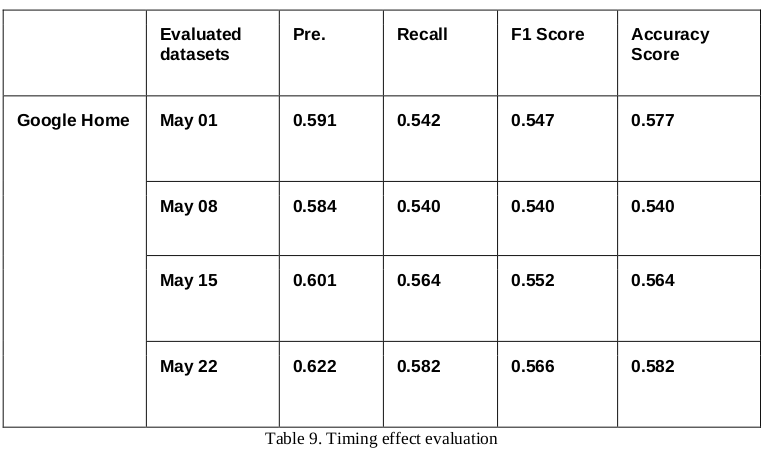 Evaluated datasets Pre. Recall F1 Score Accuracy Score
Google Home May 01 0.591 0.542 0.547 0.577
May 08 0.584 0.540 0.540 0.540
May 15 0.601 0.564 0.552 0.564
May 22 0.622 0.582 0.566 0.582
Table 9. Timing effect evaluation